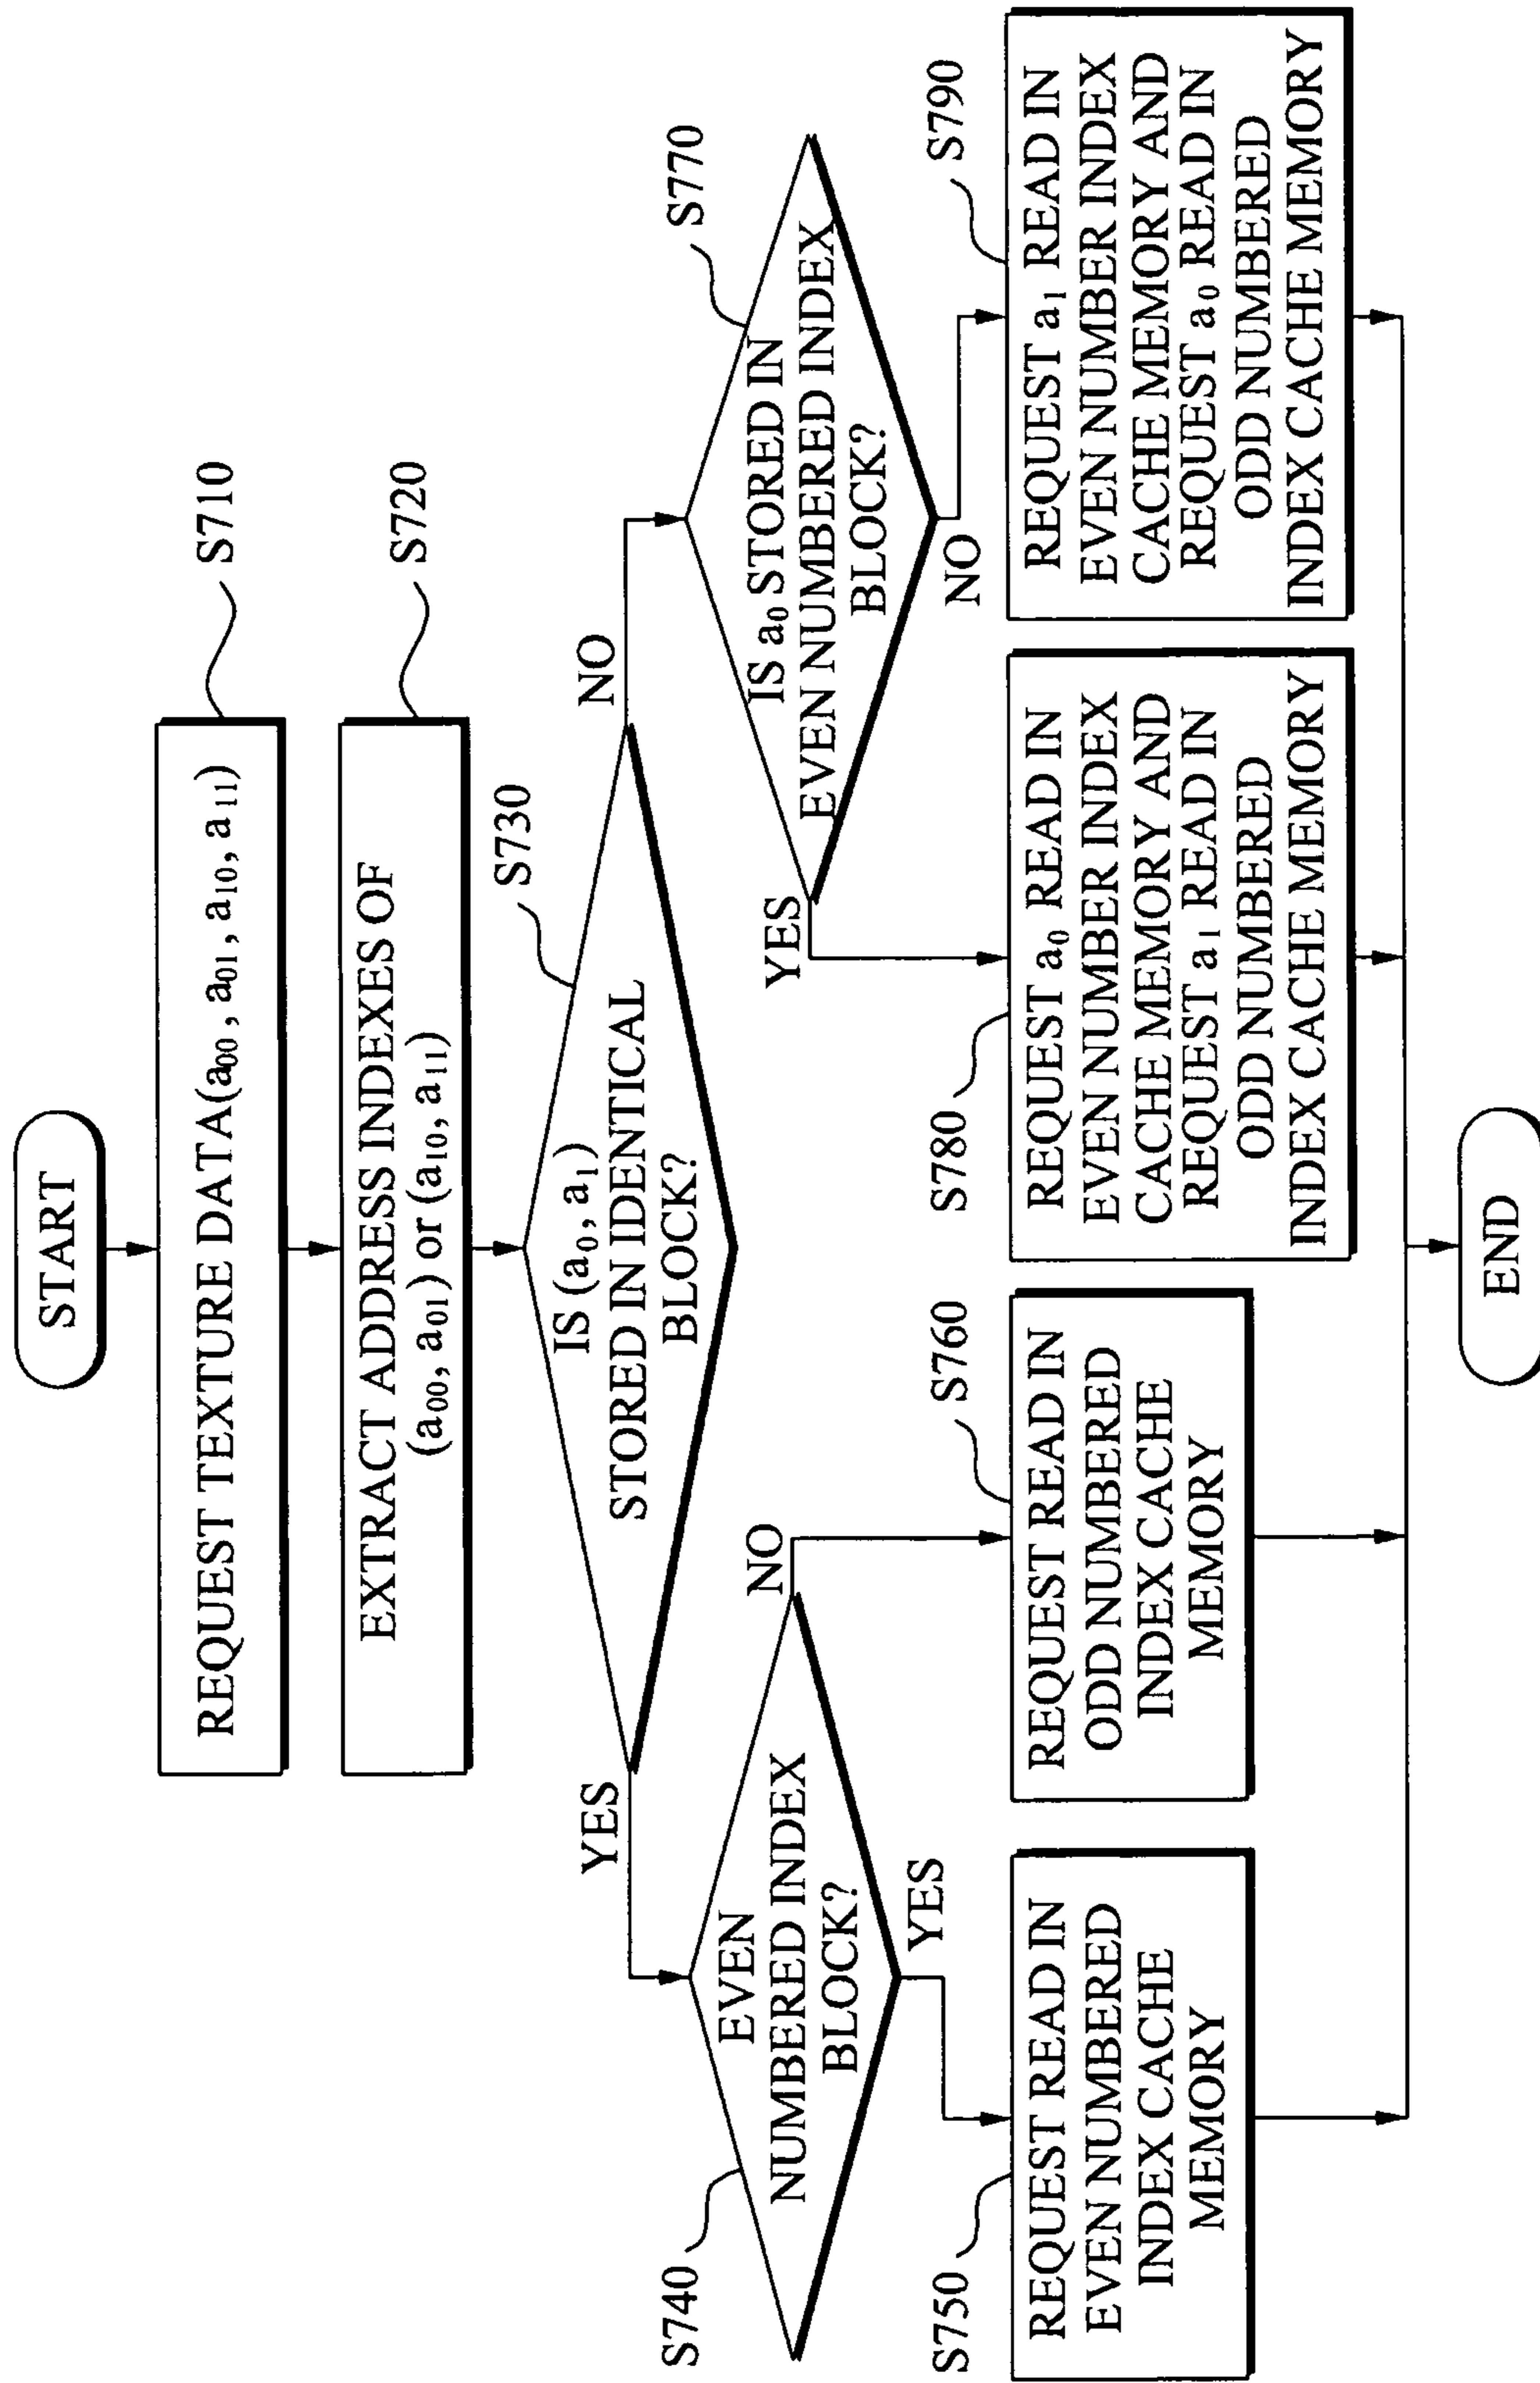 START
REQUEST TEXTURE DATA(a00, a01, a10, a11)
S710
EXTRACT ADDRESS INDEXES OF
(a00, a01) or (a10, a11)
S720
IS (a0, a1)
STORED IN IDENTICAL
BLOCK?
S730
YES
NO
EVEN
NUMBERED INDEX
BLOCK?
S740
YES
NO
IS a0 STORED IN
EVEN NUMBERED INDEX
BLOCK?
S770
YES
NO
REQUEST READ IN
EVEN NUMBERED
INDEX CACHE
MEMORY
S750
REQUEST READ IN
ODD NUMBERED
INDEX CACHE
MEMORY
S760
REQUEST a0 READ IN
EVEN NUMBER INDEX
CACHE MEMORY AND
REQUEST a1 READ IN
ODD NUMBERED
INDEX CACHE MEMORY
S780
REQUEST a1 READ IN
EVEN NUMBER INDEX
CACHE MEMORY AND
REQUEST a0 READ IN
ODD NUMBERED
INDEX CACHE MEMORY
S790
END